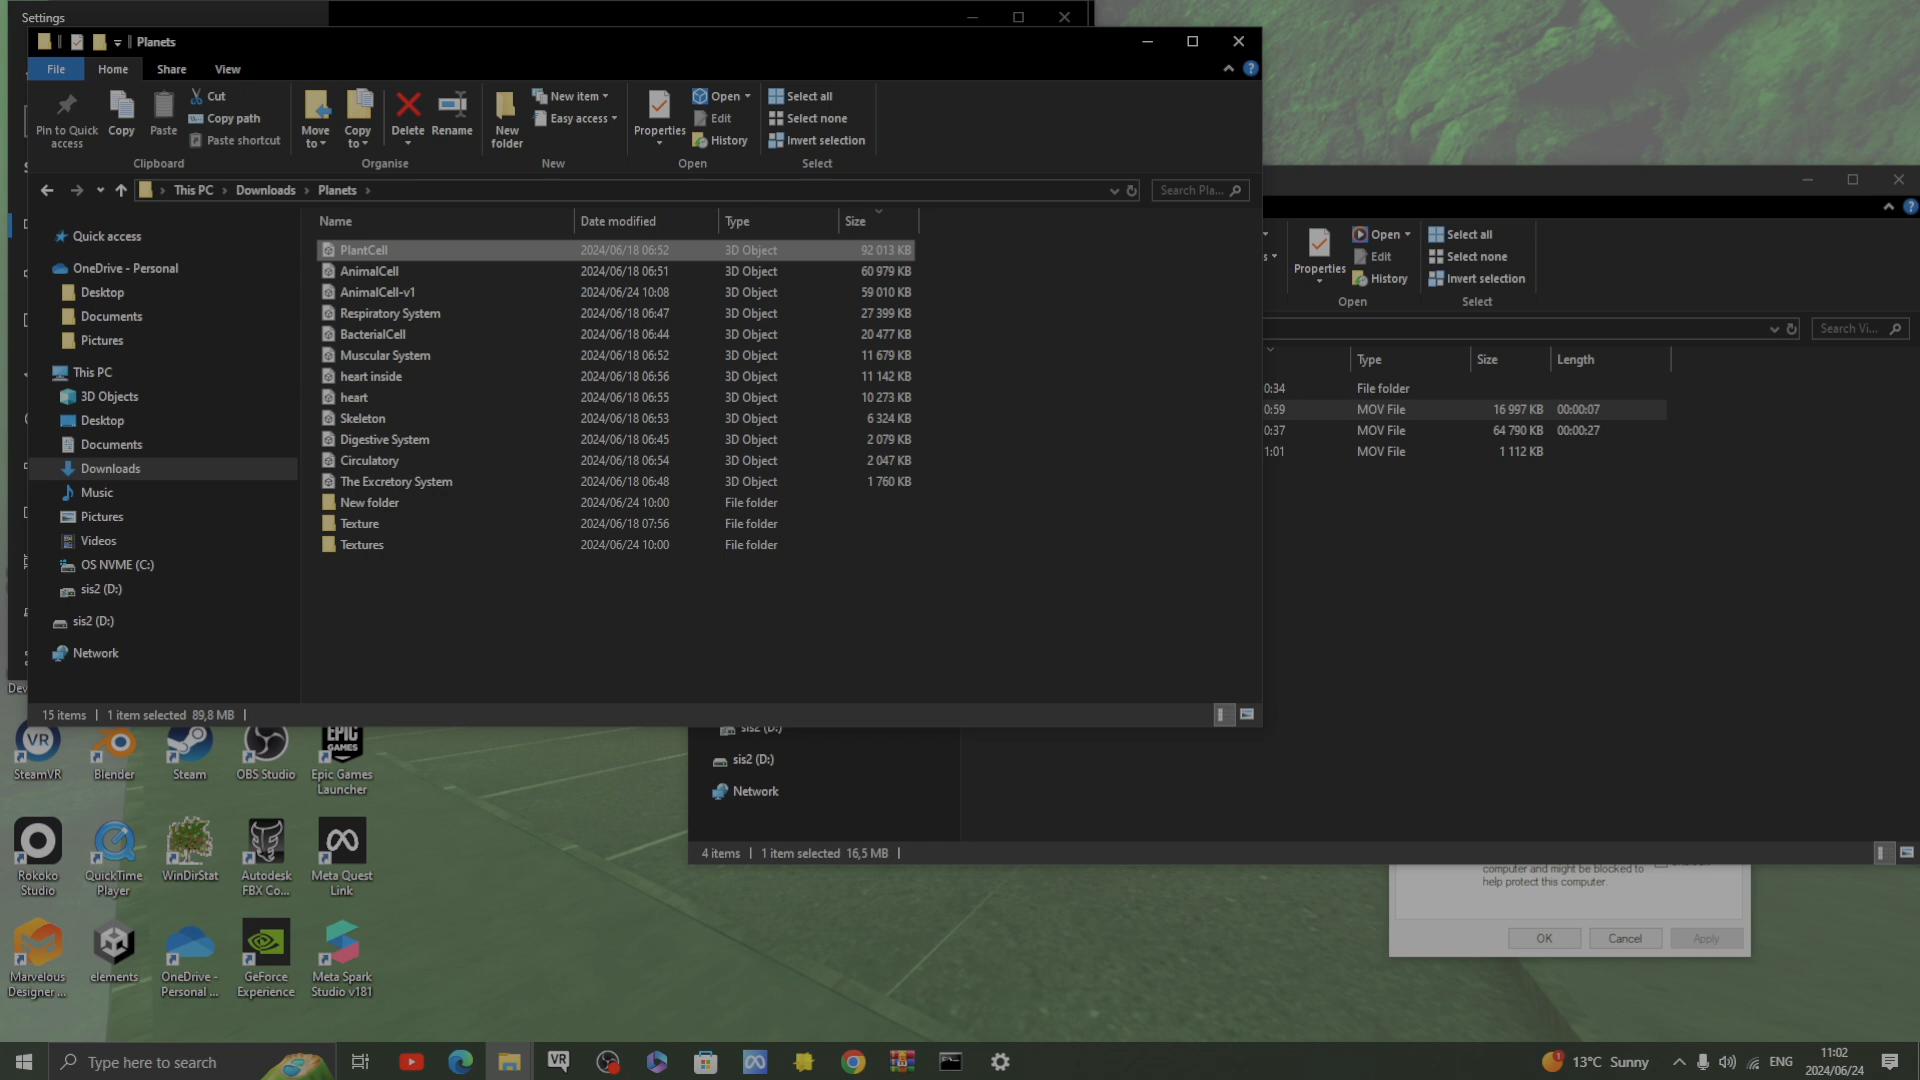 Settings
Planets
File
Home
Share
View
Pin to Quick access
Copy
Paste
Cut
Copy path
Paste shortcut
Clipboard
Move to
Copy to
Delete
Rename
Organise
New folder
New item
Easy access
New
Properties
Open
Edit
History
Open
Select all
Select none
Invert selection
Select
This PC
Downloads
Planets
Search Pla...
Name
Date modified
Type
Size
PlantCell 2024/06/18 06:52 3D Object 92 013 KB
AnimalCell 2024/06/18 06:51 3D Object 60 979 KB
AnimalCell-v1 2024/06/24 10:08 3D Object 59 010 KB
Respiratory System 2024/06/18 06:47 3D Object 27 399 KB
BacterialCell 2024/06/18 06:44 3D Object 20 477 KB
Muscular System 2024/06/18 06:52 3D Object 11 679 KB
heart inside 2024/06/18 06:56 3D Object 11 142 KB
heart 2024/06/18 06:55 3D Object 10 273 KB
Skeleton 2024/06/18 06:53 3D Object 6 324 KB
Digestive System 2024/06/18 06:45 3D Object 2 079 KB
Circulatory 2024/06/18 06:54 3D Object 2 047 KB
The Excretory System 2024/06/18 06:48 3D Object 1 760 KB
New folder 2024/06/24 10:00 File folder
Texture 2024/06/18 07:56 File folder
Textures 2024/06/24 10:00 File folder
Quick access
OneDrive - Personal
Desktop
Documents
Pictures
This PC
3D Objects
Desktop
Documents
Downloads
Music
Pictures
Videos
OS NVME (C:)
sis2 (D:)
sis2 (D:)
Network
15 items
1 item selected 89,8 MB
Properties
Open
Edit
History
Open
Select all
Select none
Invert selection
Select
Search Vi...
Type
Size
Length
0:34 File folder
0:59 MOV File 16 997 KB 00:00:07
0:37 MOV File 64 790 KB 00:00:27
1:01 MOV File 1 112 KB
sis2 (D:)
sis2 (D:)
Network
4 items
1 item selected 16,5 MB
computer and might be blocked to
help protect this computer.
OK
Cancel
Apply
Dev
VR
SteamVR
Blender
Steam
OBS Studio
EPIC
GAMES
Epic Games
Launcher
Rokoko
Studio
QuickTime
Player
WinDirStat
Autodesk
FBX Co...
Meta Quest
Link
Marvelous
Designer ...
elements
OneDrive -
Personal ...
GeForce
Experience
Meta Spark
Studio v181
Type here to search
VR
13°C Sunny
ENG
11:02
2024/06/24